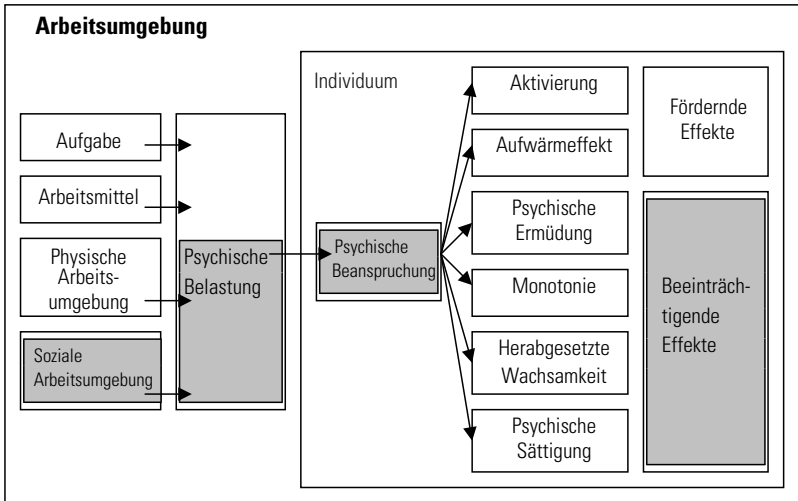 Arbeitsumgebung
Aufgabe
Arbeitsmittel
Physische
Arbeits-
umgebung
Soziale
Arbeitsumgebung
Psychische
Belastung
Individuum
Psychische
Beanspruchung
Aktivierung
Aufwärmeffekt
Psychische
Ermüdung
Monotonie
Herabgesetzte
Wachsamkeit
Psychische
Sättigung
Fördernde
Effekte
Beeinträch-
tigende
Effekte